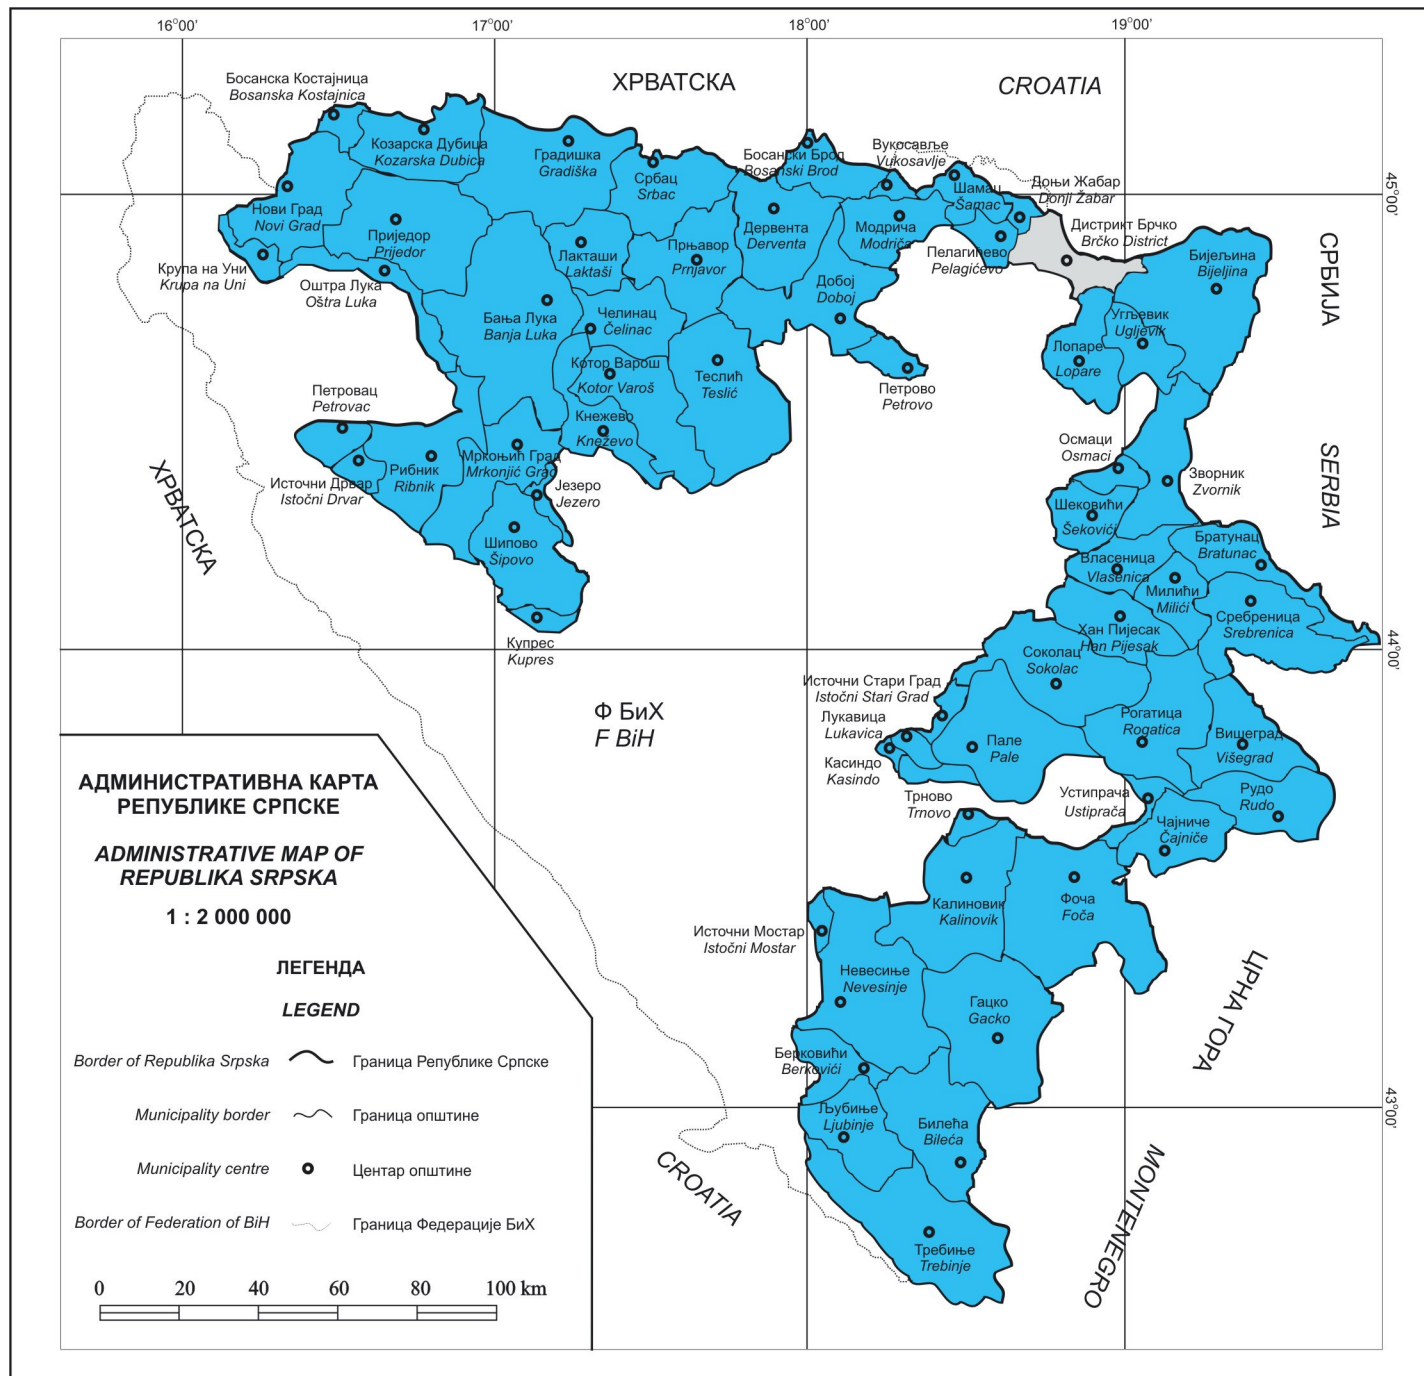 16°00'
17°00'
18°00'
19°00'
ХРВАТСКА
CROATIA
Босанска Костајница
Bosanska Kostajnica
Козарска Дубица
Kozarska Dubica
Градишка
Gradiška
Србац
Srbac
Босански Брод
Bosanski Brod
Вукосавље
Vukosavlje
Шамац
Šamac
Доњи Жабар
Donji Žabar
45°00'
Нови Град
Novi Grad
Приједор
Prijedor
Лакташи
Laktaši
Прњавор
Prnjavor
Дервента
Derventa
Модрича
Modriča
Пелагићево
Pelagićevo
Дистрикт Брчко
Brčko District
Бијељина
Bijeljina
СРБИЈА
Крупа на Уни
Krupa na Uni
Оштра Лука
Oštra Luka
Бања Лука
Banja Luka
Челинац
Čelinac
Добој
Doboj
Угљевик
Ugljevik
Лопаре
Lopare
Котор Варош
Kotor Varoš
Теслић
Teslić
Петрово
Petrovo
Петровац
Petrovac
Кнежево
Kneževo
Источни Дрвар
Istočni Drvar
Рибник
Ribnik
Мркоњић Град
Mrkonjić Grad
Језеро
Jezero
Осмаци
Osmaci
Зворник
Zvornik
SERBIA
ХРВАТСКА
Шипово
Šipovo
Шековићи
Šekovići
Братунац
Bratunac
Власеница
Vlasenica
Милићи
Milići
Сребреница
Srebrenica
Купрес
Kupres
Хан Пијесак
Han Pijesak
44°00'
Соколац
Sokolac
Источни Стари Град
Istočni Stari Grad
Ф БиХ
F BiH
Лукавица
Lukavica
Рогатица
Rogatica
Вишеград
Višegrad
Пале
Pale
Касиндо
Kasindo
Трново
Trnovo
Устипрача
Ustiprača
Рудо
Rudo
Чајниче
Čajniče
АДМИНИСТРАТИВНА КАРТА
РЕПУБЛИКЕ СРПСКЕ
ADMINISTRATIVE MAP OF
REPUBLIKA SRPSKA
1 : 2 000 000
Калиновик
Kalinovik
Фоча
Foča
Источни Мостар
Istočni Mostar
Невесиње
Nevesinje
Гацко
Gacko
ЦРНА ГОРА
Берковићи
Berkovići
Љубиње
Ljubinje
Билећа
Bileća
43°00'
CROATIA
MONTENEGRO
Требиње
Trebinje
ЛЕГЕНДА
LEGEND
Border of Republika Srpska
Граница Републике Српске
Municipality border
Граница општине
Municipality centre
Центар општине
Border of Federation of BiH
Граница Федерације БиХ
0 20 40 60 80 100 km